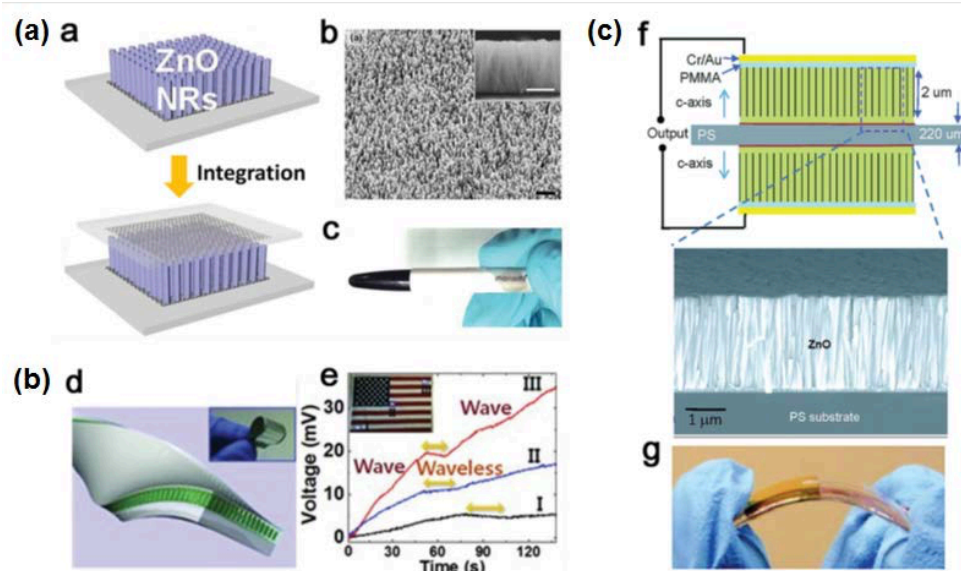 (a)
a
ZnO
NRs
Integration
b
(a)
c
(b)
d
e
III
Wave
Wave
Waveless
II
I
Voltage (mV)
30
20
10
0
0
30
60
90
120
Time (s)
(c)
f
Cr/Au
PMMA
c-axis
2 um
Output
PS
220 um
c-axis
ZnO
1 μm
PS substrate
g